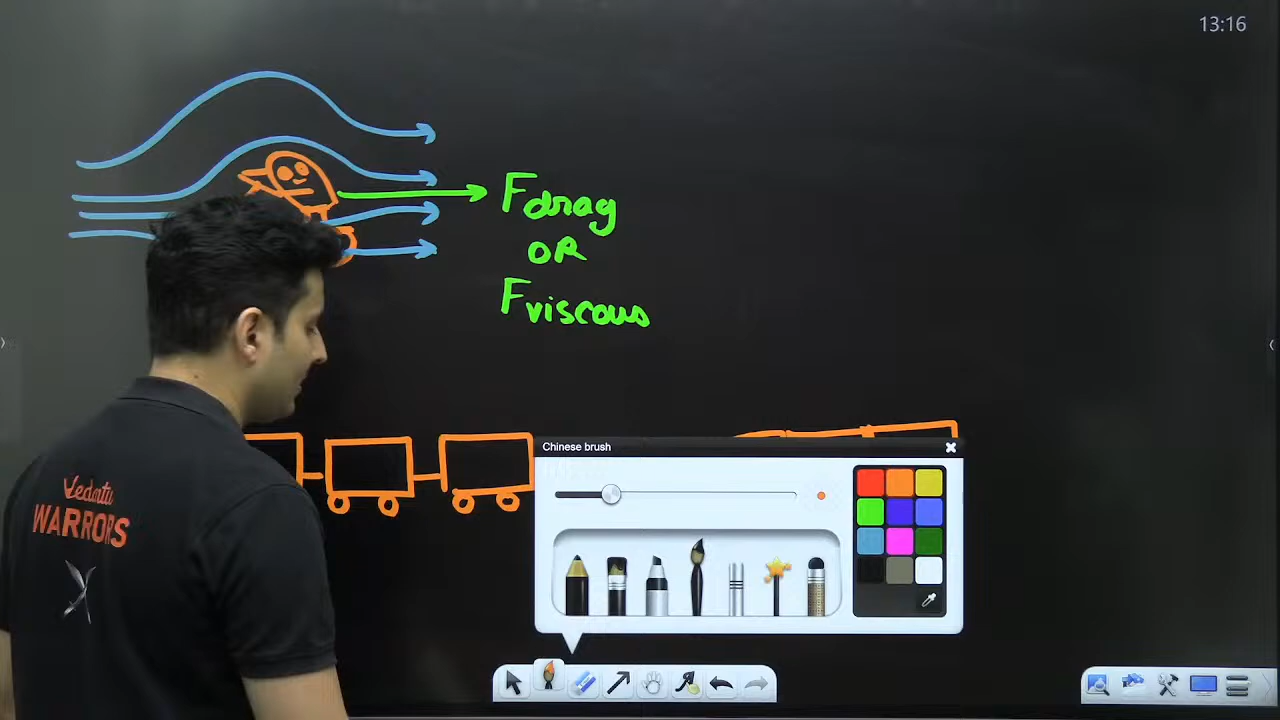 13:16
Fdrag
OR
Fviscous
Chinese brush
Vedantu
WARRIORS